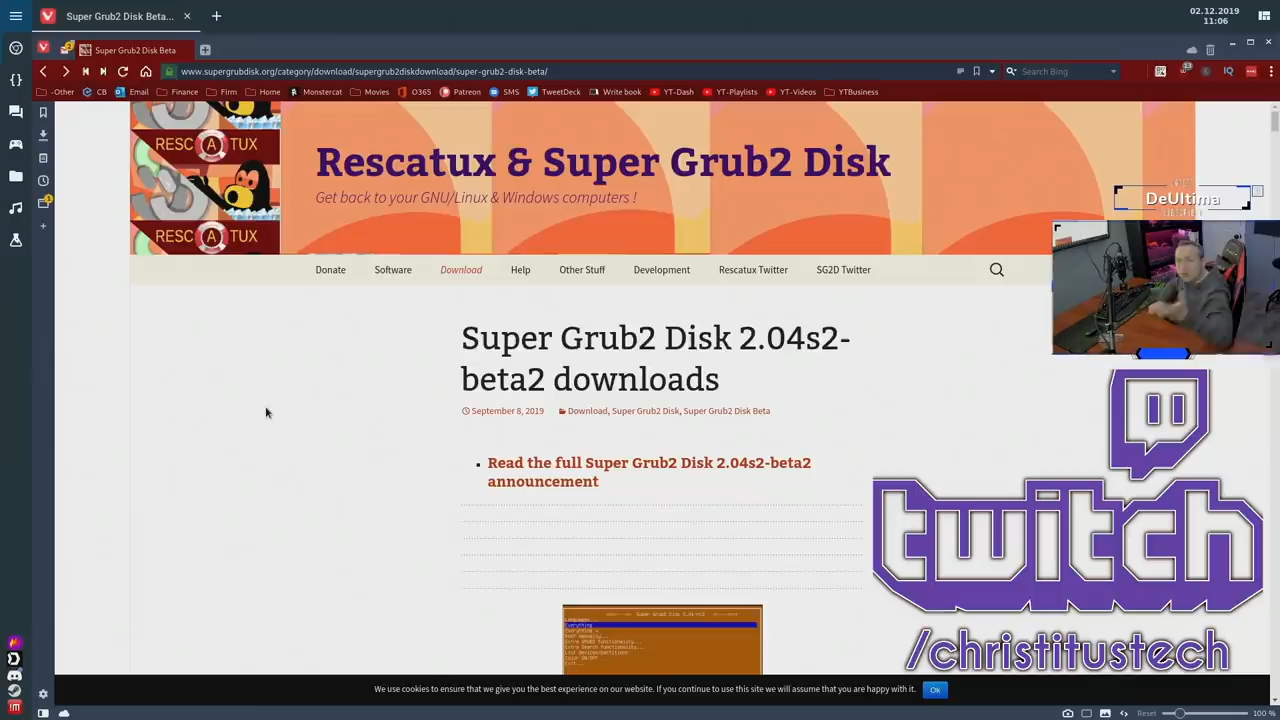 Super Grub2 Disk Beta...
02.12.2019
11:06
Super Grub2 Disk Beta
www.supergrubdisk.org/category/download/supergrub2diskdownload/super-grub2-disk-beta/
Search Bing
13
IQ
-Other
CB
Email
Finance
Firm
Home
Monstercat
Movies
O365
Patreon
SMS
TweetDeck
Write book
YT-Dash
YT-Playlists
YT-Videos
YTBusiness
RESCATUX
RESCATUX
Rescatux & Super Grub2 Disk
Get back to your GNU/Linux & Windows computers !
DeUltima
Donate
Software
Download
Help
Other Stuff
Development
Rescatux Twitter
SG2D Twitter
Super Grub2 Disk 2.04s2-
beta2 downloads
September 8, 2019
Download, Super Grub2 Disk, Super Grub2 Disk Beta
Read the full Super Grub2 Disk 2.04s2-beta2
announcement
Everything
twitch
/christitustech
We use cookies to ensure that we give you the best experience on our website. If you continue to use this site we will assume that you are happy with it.
Ok
Reset
100 %